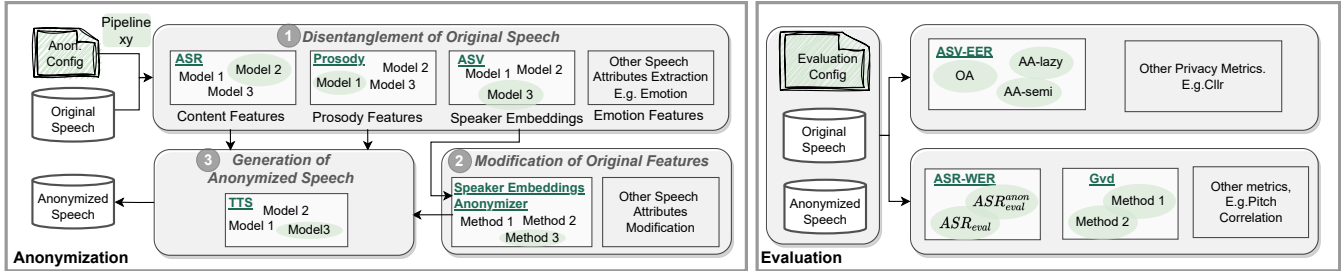 Pipeline
xy
Anon.
Config
Original
Speech
Anonymized
Speech
1 Disentanglement of Original Speech
ASR
Model 1 Model 2
Model 3
Content Features
Prosody
Model 2
Model 1 Model 3
Prosody Features
ASV
Model 1 Model 2
Model 3
Speaker Embeddings
Other Speech
Attributes Extraction
E.g. Emotion
Emotion Features
3 Generation of
Anonymized Speech
TTS
Model 2
Model 1
Model3
2 Modification of Original Features
Speaker Embeddings
Anonymizer
Method 1 Method 2
Method 3
Other Speech
Attributes
Modification
Anonymization
Evaluation
Config
Original
Speech
Anonymized
Speech
ASV-EER
OA
AA-lazy
AA-semi
Other Privacy Metrics.
E.g.Cllr
ASR-WER
ASR^{anon}_{eval}
ASR_{eval}
Gvd
Method 1
Method 2
Other metrics,
E.g.Pitch
Correlation
Evaluation